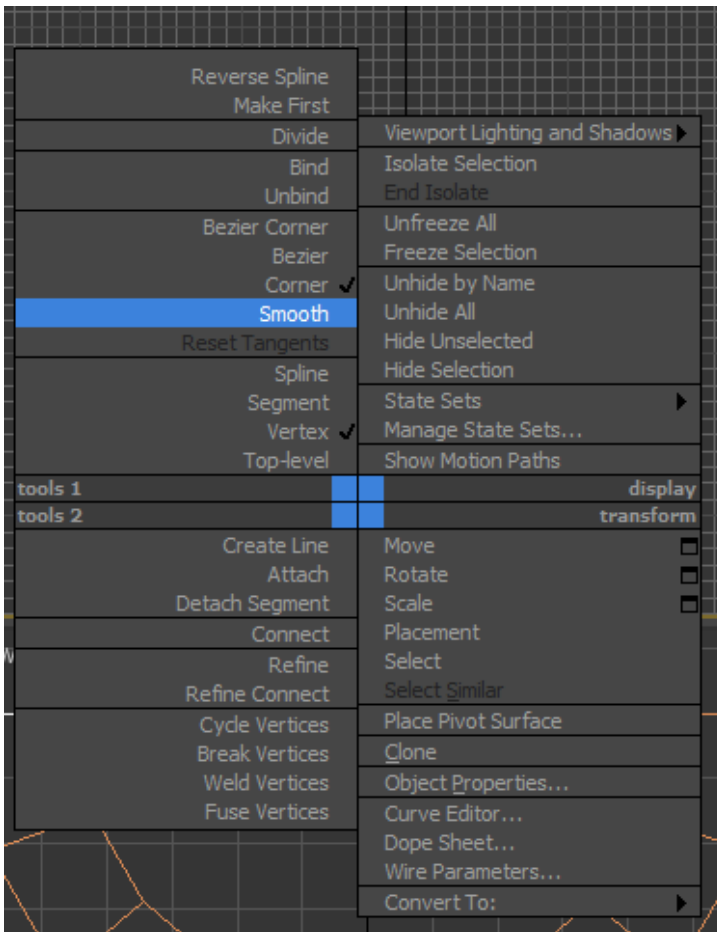 Reverse Spline
Make First
Divide
Bind
Unbind
Bezier Corner
Bezier
Corner
Smooth
Reset Tangents
Spline
Segment
Vertex
Top-level
Viewport Lighting and Shadows
Isolate Selection
End Isolate
Unfreeze All
Freeze Selection
Unhide by Name
Unhide All
Hide Unselected
Hide Selection
State Sets
Manage State Sets...
Show Motion Paths
tools 1
display
tools 2
transform
Create Line
Attach
Detach Segment
Connect
Refine
Refine Connect
Cycle Vertices
Break Vertices
Weld Vertices
Fuse Vertices
Move
Rotate
Scale
Placement
Select
Select Similar
Place Pivot Surface
Clone
Object Properties...
Curve Editor...
Dope Sheet...
Wire Parameters...
Convert To: